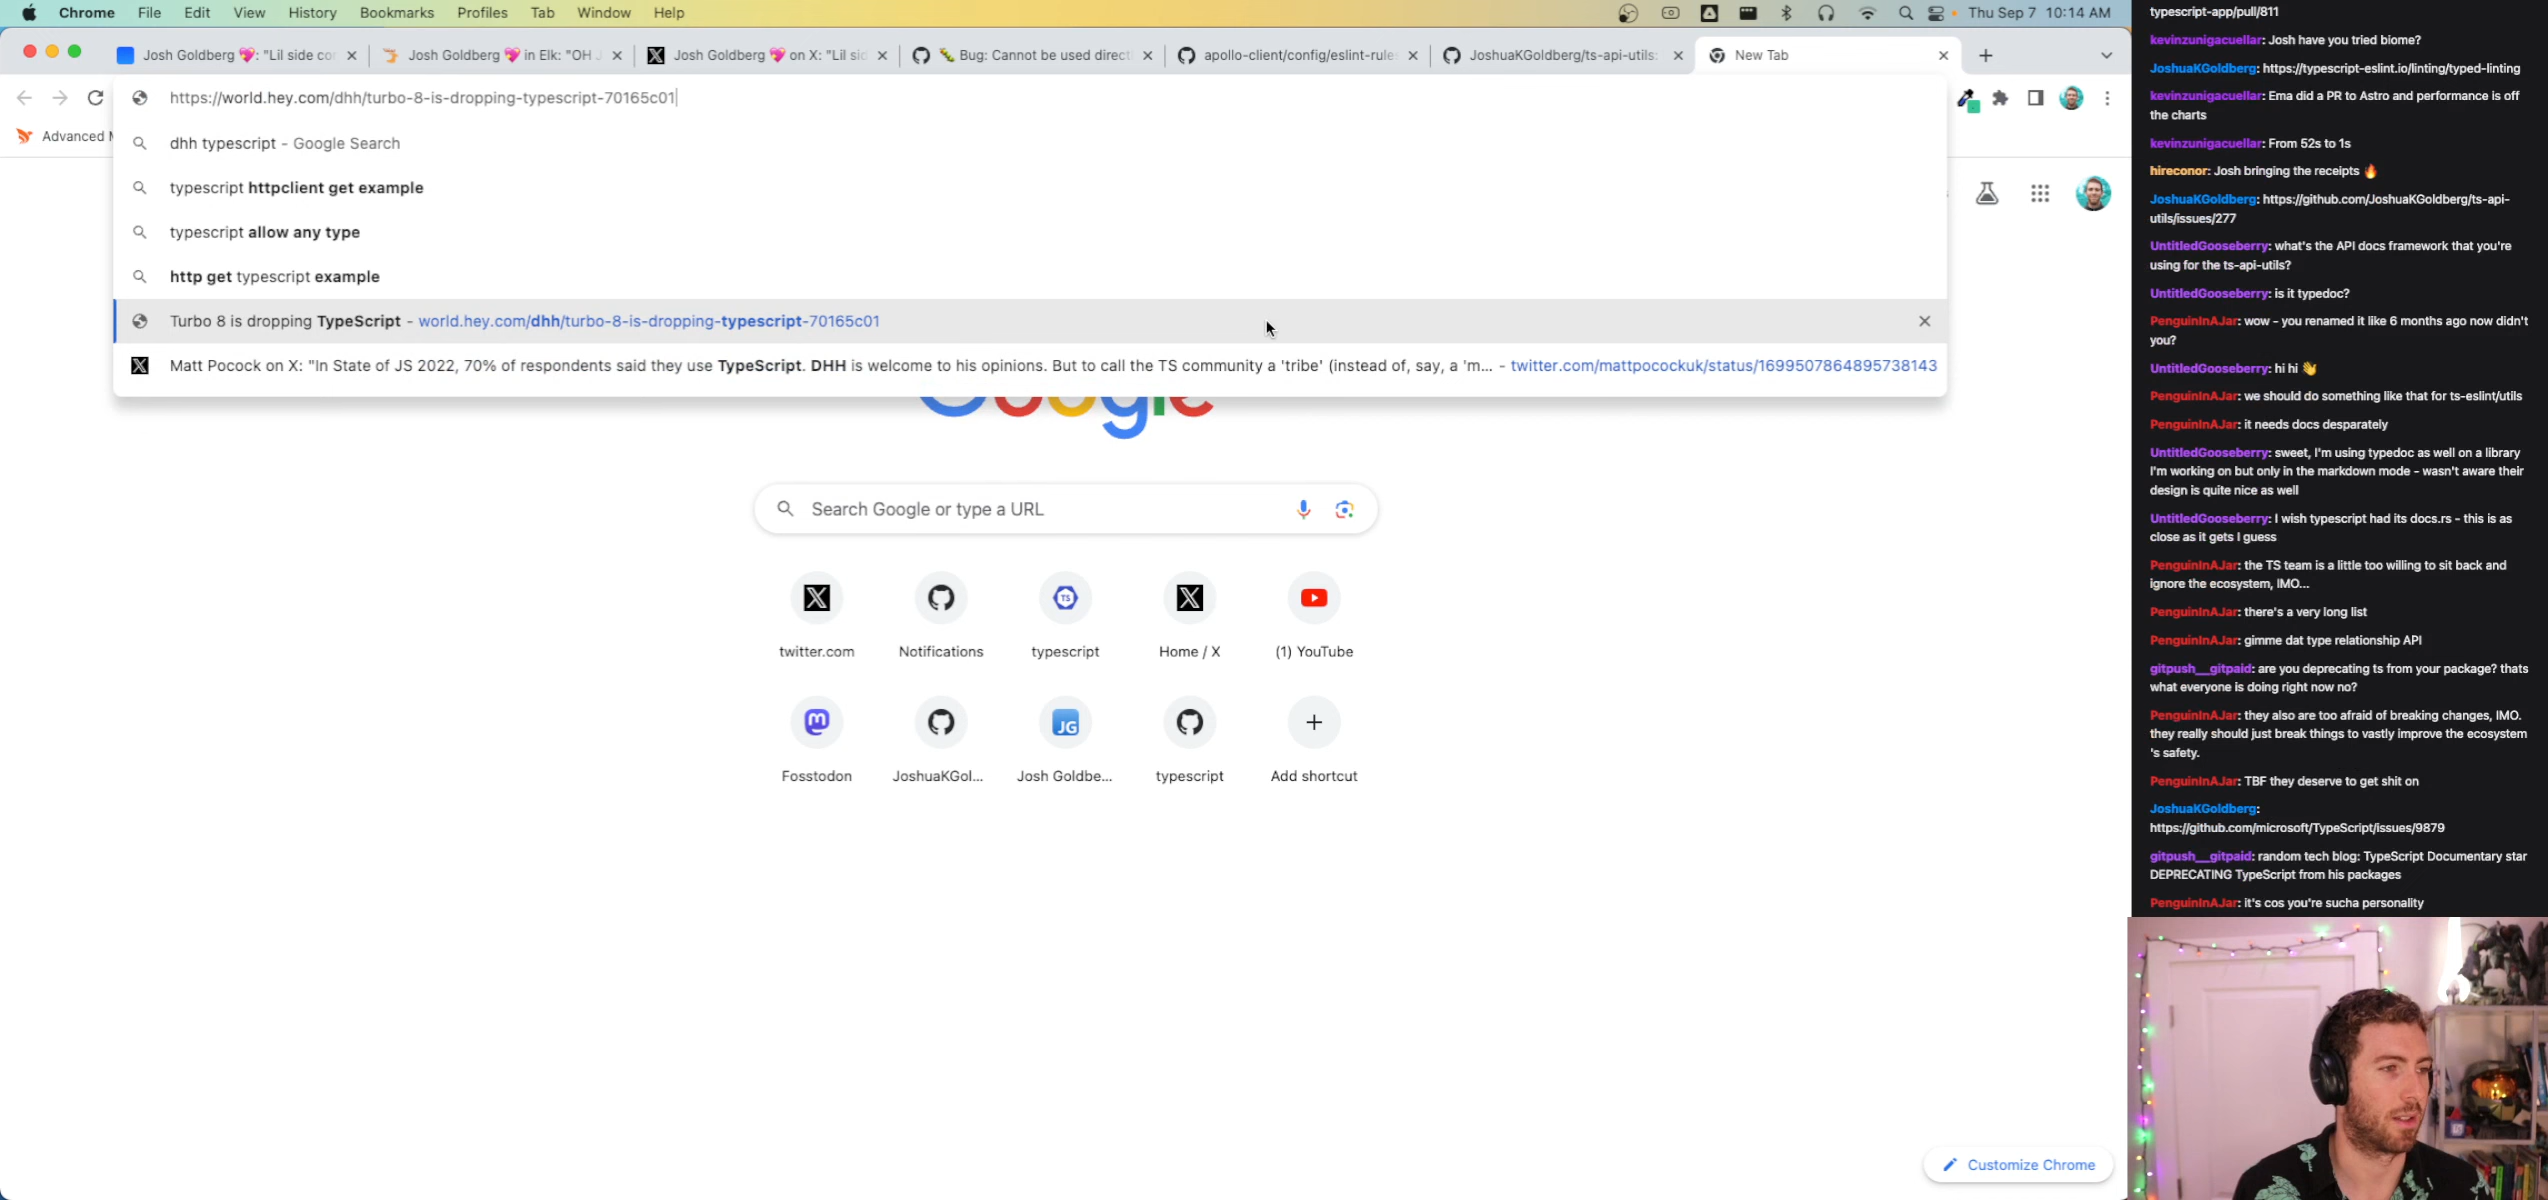 Chrome File Edit View History Bookmarks Profiles Tab Window Help
Thu Sep 7 10:14 AM
Josh Goldberg 💖: "Lil side co
Josh Goldberg 💖 in Elk: "OH J
Josh Goldberg 💖 on X: "Lil sid
🐛 Bug: Cannot be used direct
apollo-client/config/eslint-rule
JoshuaKGoldberg/ts-api-utils:
New Tab
https://world.hey.com/dhh/turbo-8-is-dropping-typescript-70165c01
Advanced M
dhh typescript - Google Search
typescript httpclient get example
typescript allow any type
http get typescript example
Turbo 8 is dropping TypeScript - world.hey.com/dhh/turbo-8-is-dropping-typescript-70165c01
Matt Pocock on X: "In State of JS 2022, 70% of respondents said they use TypeScript. DHH is welcome to his opinions. But to call the TS community a 'tribe' (instead of, say, a 'm... - twitter.com/mattpocockuk/status/1699507864895738143
Google
Search Google or type a URL
TS
twitter.com Notifications typescript Home / X (1) YouTube
JG
Fosstodon JoshuaKGol... Josh Goldbe... typescript Add shortcut
Customize Chrome
typescript-app/pull/811
kevinzunigacuellar: Josh have you tried biome?
JoshuaKGoldberg: https://typescript-eslint.io/linting/typed-linting
kevinzunigacuellar: Ema did a PR to Astro and performance is off
the charts
kevinzunigacuellar: From 52s to 1s
hireconor: Josh bringing the receipts 🔥
JoshuaKGoldberg: https://github.com/JoshuaKGoldberg/ts-api-
utils/issues/277
UntitledGooseberry: what's the API docs framework that you're
using for the ts-api-utils?
UntitledGooseberry: is it typedoc?
PenguinInAJar: wow - you renamed it like 6 months ago now didn't
you?
UntitledGooseberry: hi hi 👋
PenguinInAJar: we should do something like that for ts-eslint/utils
PenguinInAJar: it needs docs desparately
UntitledGooseberry: sweet, I'm using typedoc as well on a library
I'm working on but only in the markdown mode - wasn't aware their
design is quite nice as well
UntitledGooseberry: I wish typescript had its docs.rs - this is as
close as it gets I guess
PenguinInAJar: the TS team is a little too willing to sit back and
ignore the ecosystem, IMO...
PenguinInAJar: there's a very long list
PenguinInAJar: gimme dat type relationship API
gitpush__gitpaid: are you deprecating ts from your package? thats
what everyone is doing right now no?
PenguinInAJar: they also are too afraid of breaking changes, IMO.
they really should just break things to vastly improve the ecosystem
's safety.
PenguinInAJar: TBF they deserve to get shit on
JoshuaKGoldberg:
https://github.com/microsoft/TypeScript/issues/9879
gitpush__gitpaid: random tech blog: TypeScript Documentary star
DEPRECATING TypeScript from his packages
PenguinInAJar: it's cos you're sucha personality